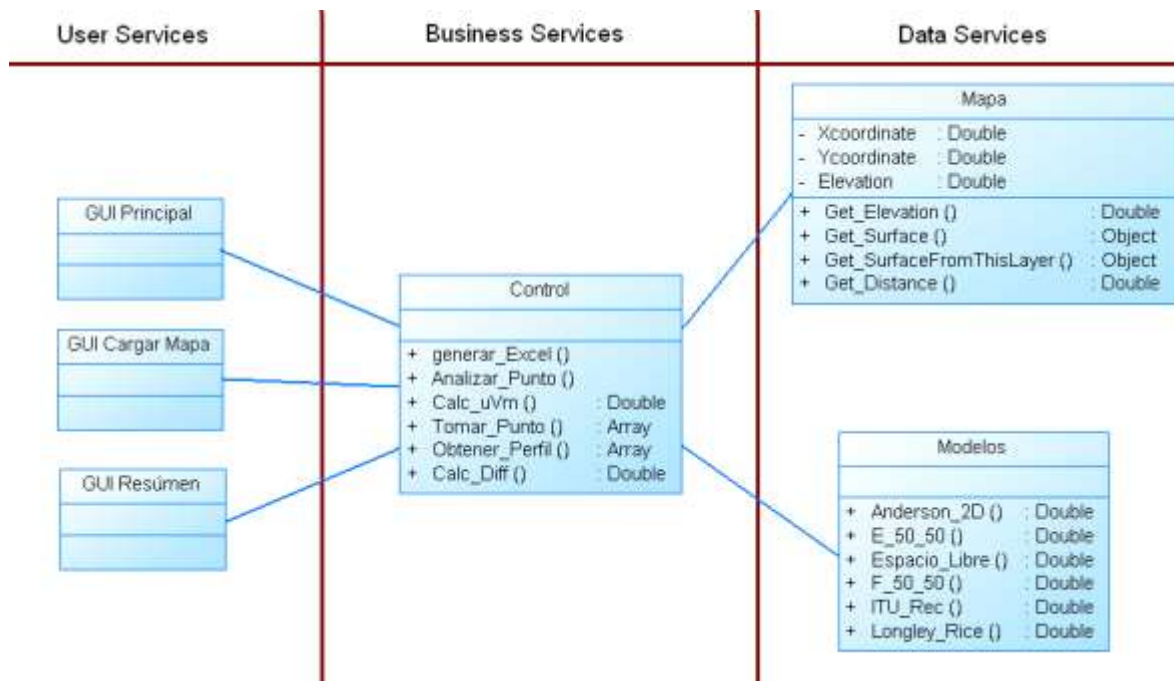 User Services
Business Services
Data Services
GUI Principal
GUI Cargar Mapa
GUI Resúmen
Control
+ generar_Excel ()
+ Analizar_Punto ()
+ Calc_uVm () : Double
+ Tomar_Punto () : Array
+ Obtener_Perfil () : Array
+ Calc_Diff () : Double
Mapa
- Xcoordinate : Double
- Ycoordinate : Double
- Elevation : Double
+ Get_Elevation () : Double
+ Get_Surface () : Object
+ Get_SurfaceFromThisLayer () : Object
+ Get_Distance () : Double
Modelos
+ Anderson_2D () : Double
+ E_50_50 () : Double
+ Espacio_Libre () : Double
+ F_50_50 () : Double
+ ITU_Rec () : Double
+ Longley_Rice () : Double